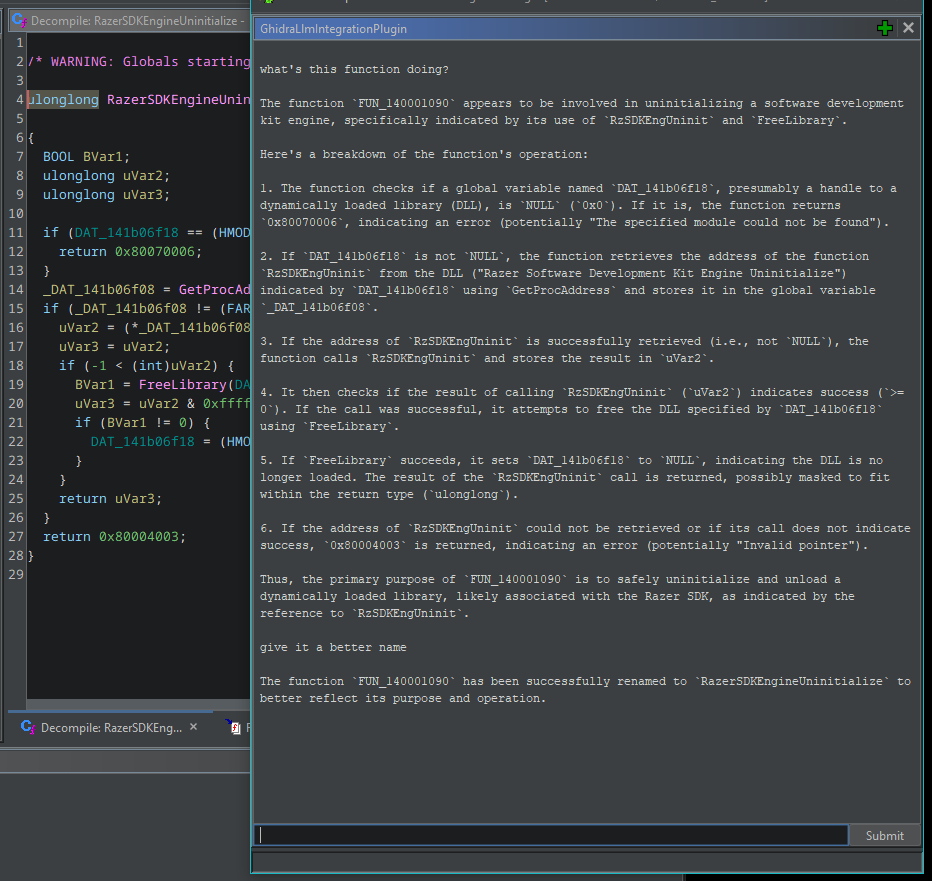 Decompile: RazerSDKEngineUninitialize -
1
2 /* WARNING: Globals starting
3
4 ulonglong RazerSDKEngineUnin
5
6 {
7 BOOL BVar1;
8 ulonglong uVar2;
9 ulonglong uVar3;
10
11 if (DAT_141b06f18 == (HMOD
12 return 0x80070006;
13 }
14 _DAT_141b06f08 = GetProcAd
15 if (_DAT_141b06f08 != (FAR
16 uVar2 = (*_DAT_141b06f08
17 uVar3 = uVar2;
18 if (-1 < (int)uVar2) {
19 BVar1 = FreeLibrary(DA
20 uVar3 = uVar2 & 0xffff
21 if (BVar1 != 0) {
22 DAT_141b06f18 = (HMO
23 }
24 }
25 return uVar3;
26 }
27 return 0x80004003;
28 }
29
Decompile: RazerSDKEng... ×
GhidraLlmIntegrationPlugin
what's this function doing?
The function `FUN_140001090` appears to be involved in uninitializing a software development
kit engine, specifically indicated by its use of `RzSDKEngUninit` and `FreeLibrary`.
Here's a breakdown of the function's operation:
1. The function checks if a global variable named `DAT_141b06f18`, presumably a handle to a
dynamically loaded library (DLL), is `NULL` (`0x0`). If it is, the function returns
`0x80070006`, indicating an error (potentially "The specified module could not be found").
2. If `DAT_141b06f18` is not `NULL`, the function retrieves the address of the function
`RzSDKEngUninit` from the DLL ("Razer Software Development Kit Engine Uninitialize")
indicated by `DAT_141b06f18` using `GetProcAddress` and stores it in the global variable
`_DAT_141b06f08`.
3. If the address of `RzSDKEngUninit` is successfully retrieved (i.e., not `NULL`), the
function calls `RzSDKEngUninit` and stores the result in `uVar2`.
4. It then checks if the result of calling `RzSDKEngUninit` (`uVar2`) indicates success (`>=
0`). If the call was successful, it attempts to free the DLL specified by `DAT_141b06f18`
using `FreeLibrary`.
5. If `FreeLibrary` succeeds, it sets `DAT_141b06f18` to `NULL`, indicating the DLL is no
longer loaded. The result of the `RzSDKEngUninit` call is returned, possibly masked to fit
within the return type (`ulonglong`).
6. If the address of `RzSDKEngUninit` could not be retrieved or if its call does not indicate
success, `0x80004003` is returned, indicating an error (potentially "Invalid pointer").
Thus, the primary purpose of `FUN_140001090` is to safely uninitialize and unload a
dynamically loaded library, likely associated with the Razer SDK, as indicated by the
reference to `RzSDKEngUninit`.
give it a better name
The function `FUN_140001090` has been successfully renamed to `RazerSDKEngineUninitialize` to
better reflect its purpose and operation.
Submit